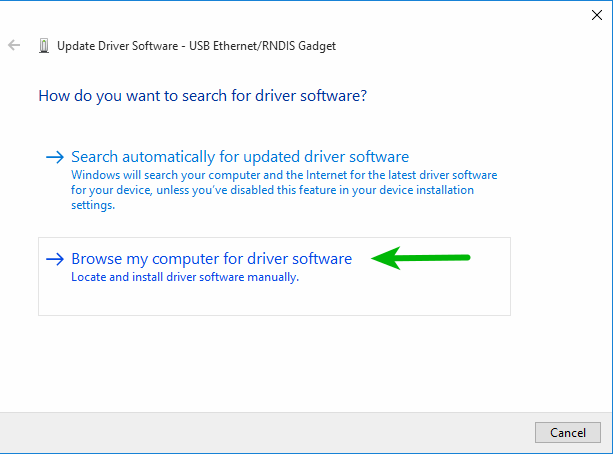 Update Driver Software - USB Ethernet/RNDIS Gadget
How do you want to search for driver software?
Search automatically for updated driver software
Windows will search your computer and the Internet for the latest driver software
for your device, unless you've disabled this feature in your device installation
settings.
Browse my computer for driver software
Locate and install driver software manually.
Cancel